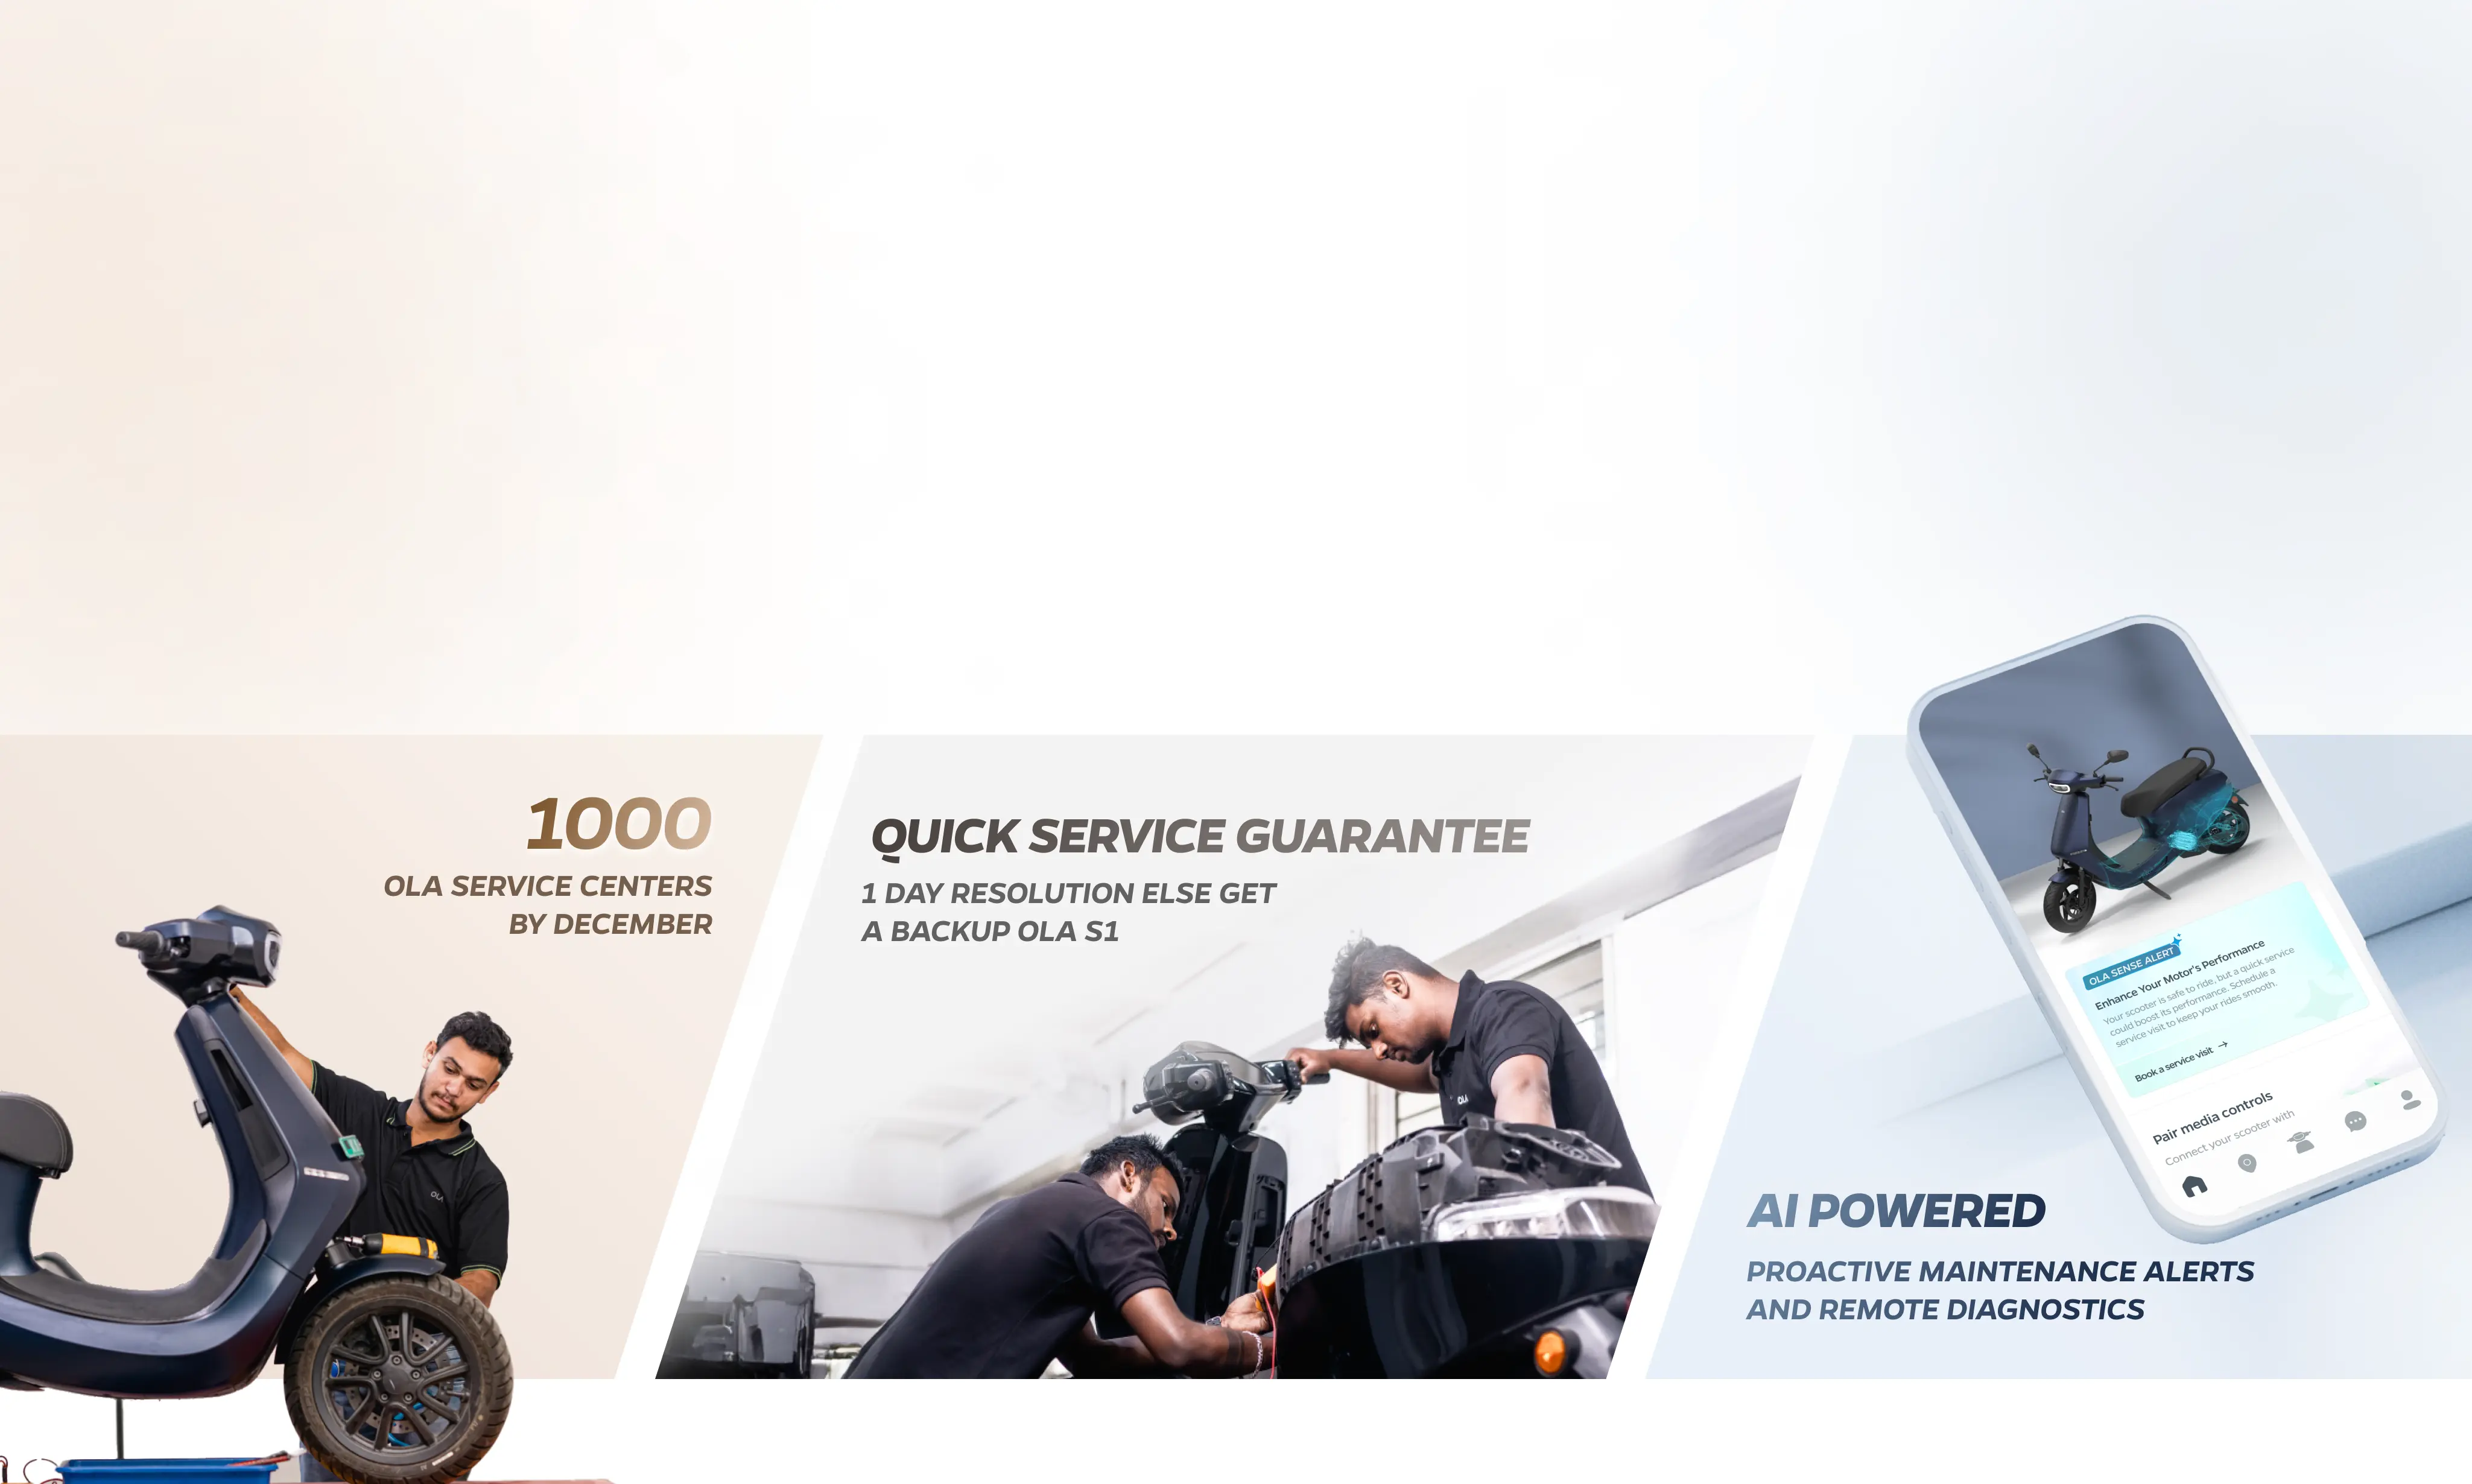 1000
OLA SERVICE CENTERS
BY DECEMBER
QUICK SERVICE GUARANTEE
1 DAY RESOLUTION ELSE GET
A BACKUP OLA S1
OLA
OLA
OLA SENSE ALERT
Enhance Your Motor's Performance
Your scooter is safe to ride, but a quick service
could boost its performance. Schedule a
service visit to keep your rides smooth.
Book a service visit →
Pair media controls
Connect your scooter with
AI POWERED
PROACTIVE MAINTENANCE ALERTS
AND REMOTE DIAGNOSTICS